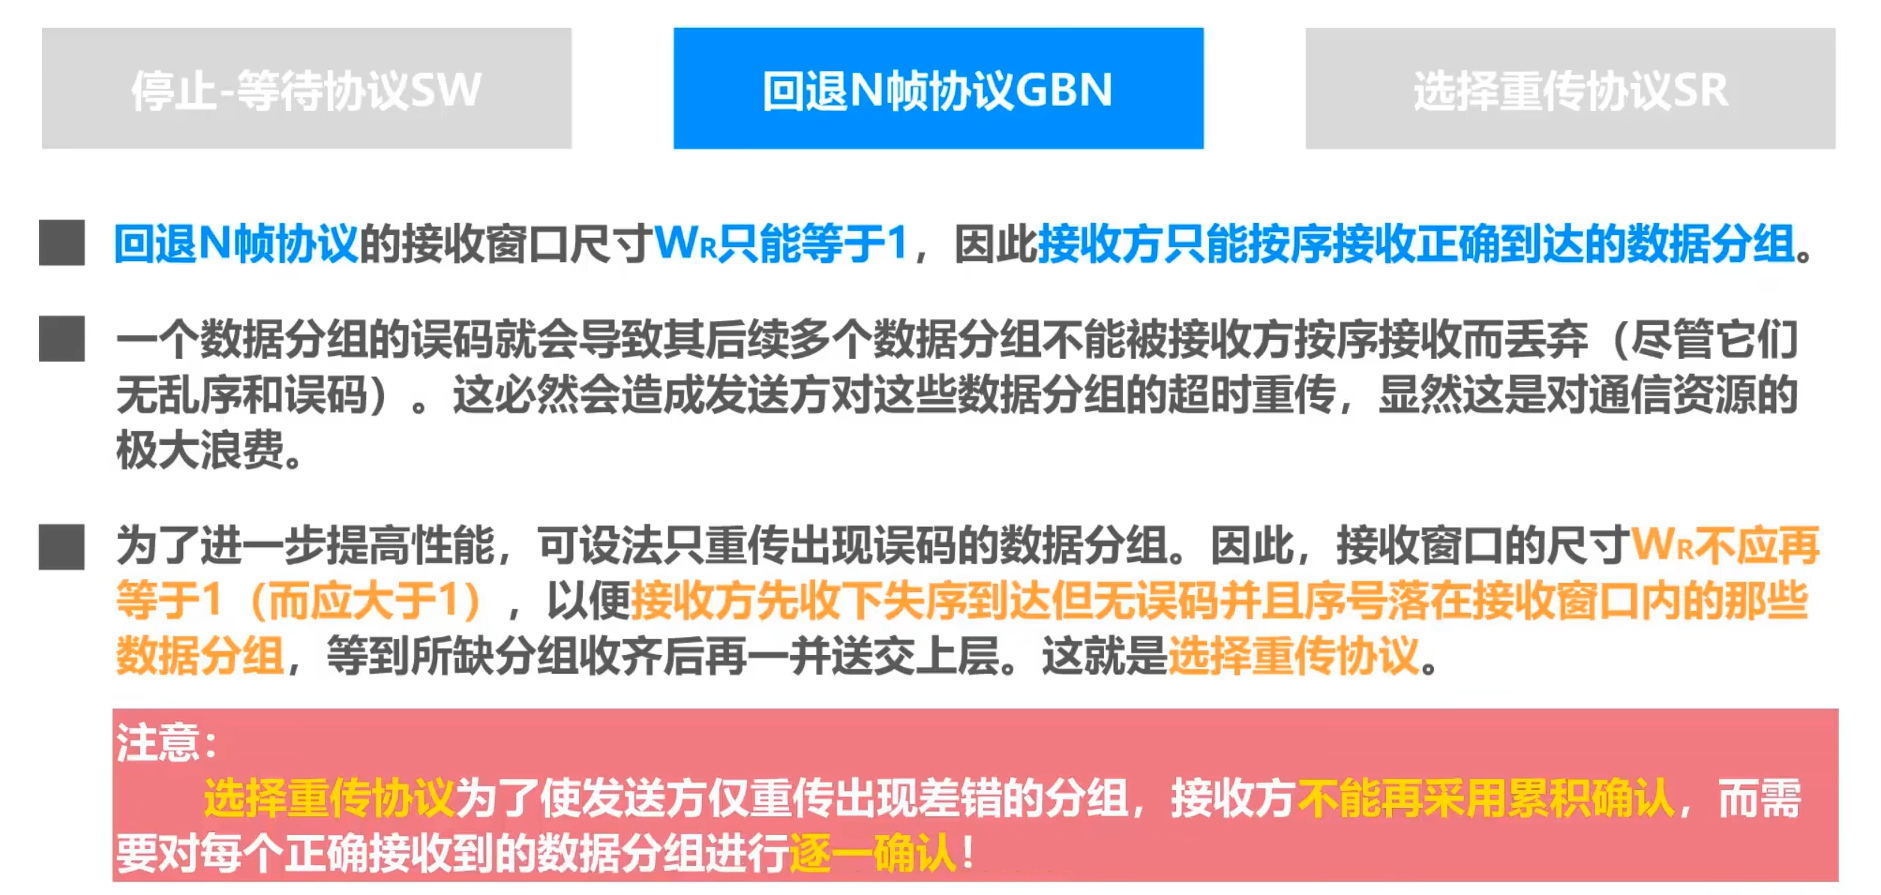 停止-等待协议SW
回退N帧协议GBN
选择重传协议SR
回退N帧协议的接收窗口尺寸WR只能等于1，因此接收方只能按序接收正确到达的数据分组。
一个数据分组的误码就会导致其后续多个数据分组不能被接收方按序接收而丢弃（尽管它们
无乱序和误码）。这必然会造成发送方对这些数据分组的超时重传，显然这是对通信资源的
极大浪费。
为了进一步提高性能，可设法只重传出现误码的数据分组。因此，接收窗口的尺寸WR不应再
等于1（而应大于1），以便接收方先收下失序到达但无误码并且序号落在接收窗口内的那些
数据分组，等到所缺分组收齐后再一并送交上层。这就是选择重传协议。
注意：
选择重传协议为了使发送方仅重传出现差错的分组，接收方不能再采用累积确认，而需
要对每个正确接收到的数据分组进行逐一确认！